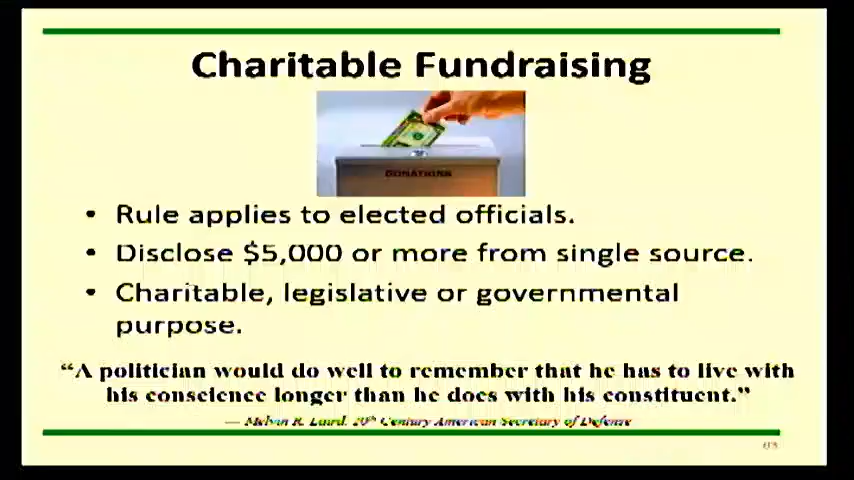 Charitable Fundraising
DONATIONS
• Rule applies to elected officials.
• Disclose $5,000 or more from single source.
• Charitable, legislative or governmental
purpose.
“A politician would do well to remember that he has to live with
his conscience longer than he does with his constituent.”
— Melvin R. Laird, 20th Century American Secretary of Defense